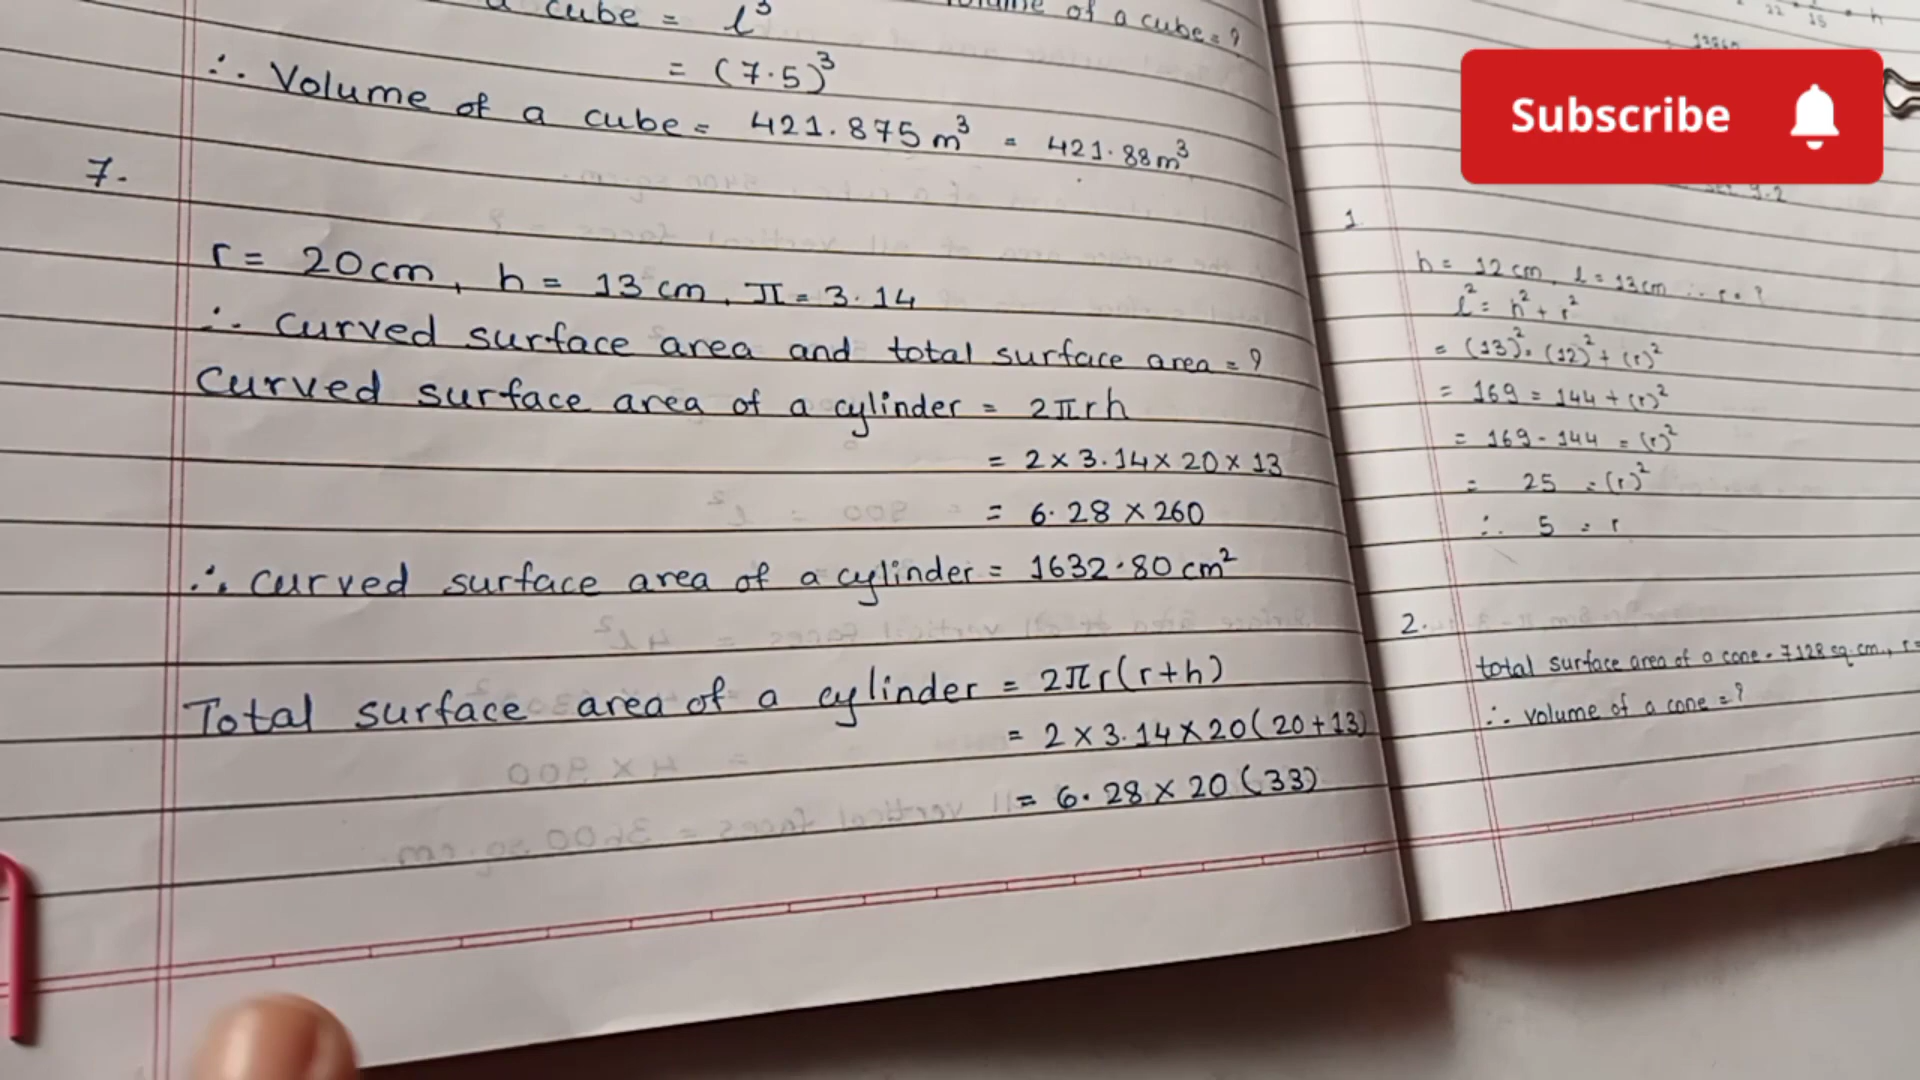 a cube = l³
= (7.5)³
∴ Volume of a cube = 421.875 m³ = 421.88 m³
7.
r = 20 cm, h = 13 cm, π = 3.14
∴ Curved surface area and total surface area = ?
Curved surface area of a cylinder = 2πrh
= 2 × 3.14 × 20 × 13
= 6.28 × 260
∴ curved surface area of a cylinder = 1632.80 cm²
Total surface area of a cylinder = 2πr(r+h)
= 2 × 3.14 × 20 (20+13)
= 6.28 × 20 (33)
of a cube = ?
Subscribe
1.
h = 12 cm, l = 13 cm ∴ r = ?
l² = h² + r²
= (13)² = (12)² + (r)²
= 169 = 144 + (r)²
= 169 - 144 = (r)²
= 25 = (r)²
∴ 5 = r
2.
total surface area of a cone = 7128 sq.cm., r =
∴ volume of a cone = ?